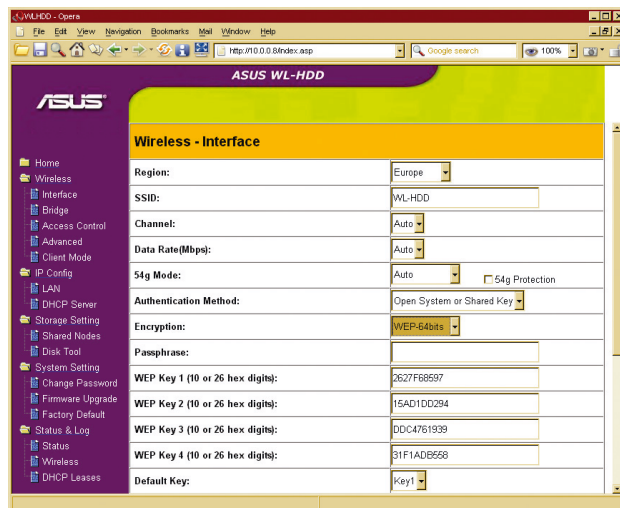 WLHDD - Opera
File Edit View Navigation Bookmarks Mail Window Help
http://10.0.0.8/index.asp Google search 100%
ASUS WL-HDD
ASUS
Wireless - Interface
Home
Wireless
Interface
Bridge
Access Control
Advanced
Client Mode
IP Config
LAN
DHCP Server
Storage Setting
Shared Nodes
Disk Tool
System Setting
Change Password
Firmware Upgrade
Factory Default
Status & Log
Status
Wireless
DHCP Leases
Region: Europe
SSID: WL-HDD
Channel: Auto
Data Rate(Mbps): Auto
54g Mode: Auto 54g Protection
Authentication Method: Open System or Shared Key
Encryption: WEP-64bits
Passphrase:
WEP Key 1 (10 or 26 hex digits): 2627F68597
WEP Key 2 (10 or 26 hex digits): 15AD1DD294
WEP Key 3 (10 or 26 hex digits): DDC4761939
WEP Key 4 (10 or 26 hex digits): 31F1ADB558
Default Key: Key1